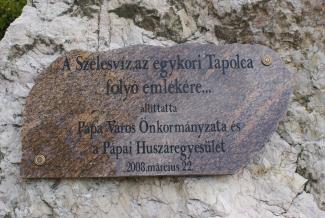 A Szélesvíz, az egykori Tapolca
folyó emlékére...
állíttatta
Pápa Város Önkormányzata és
a Pápai Huszáregyesület
2008. március 22.